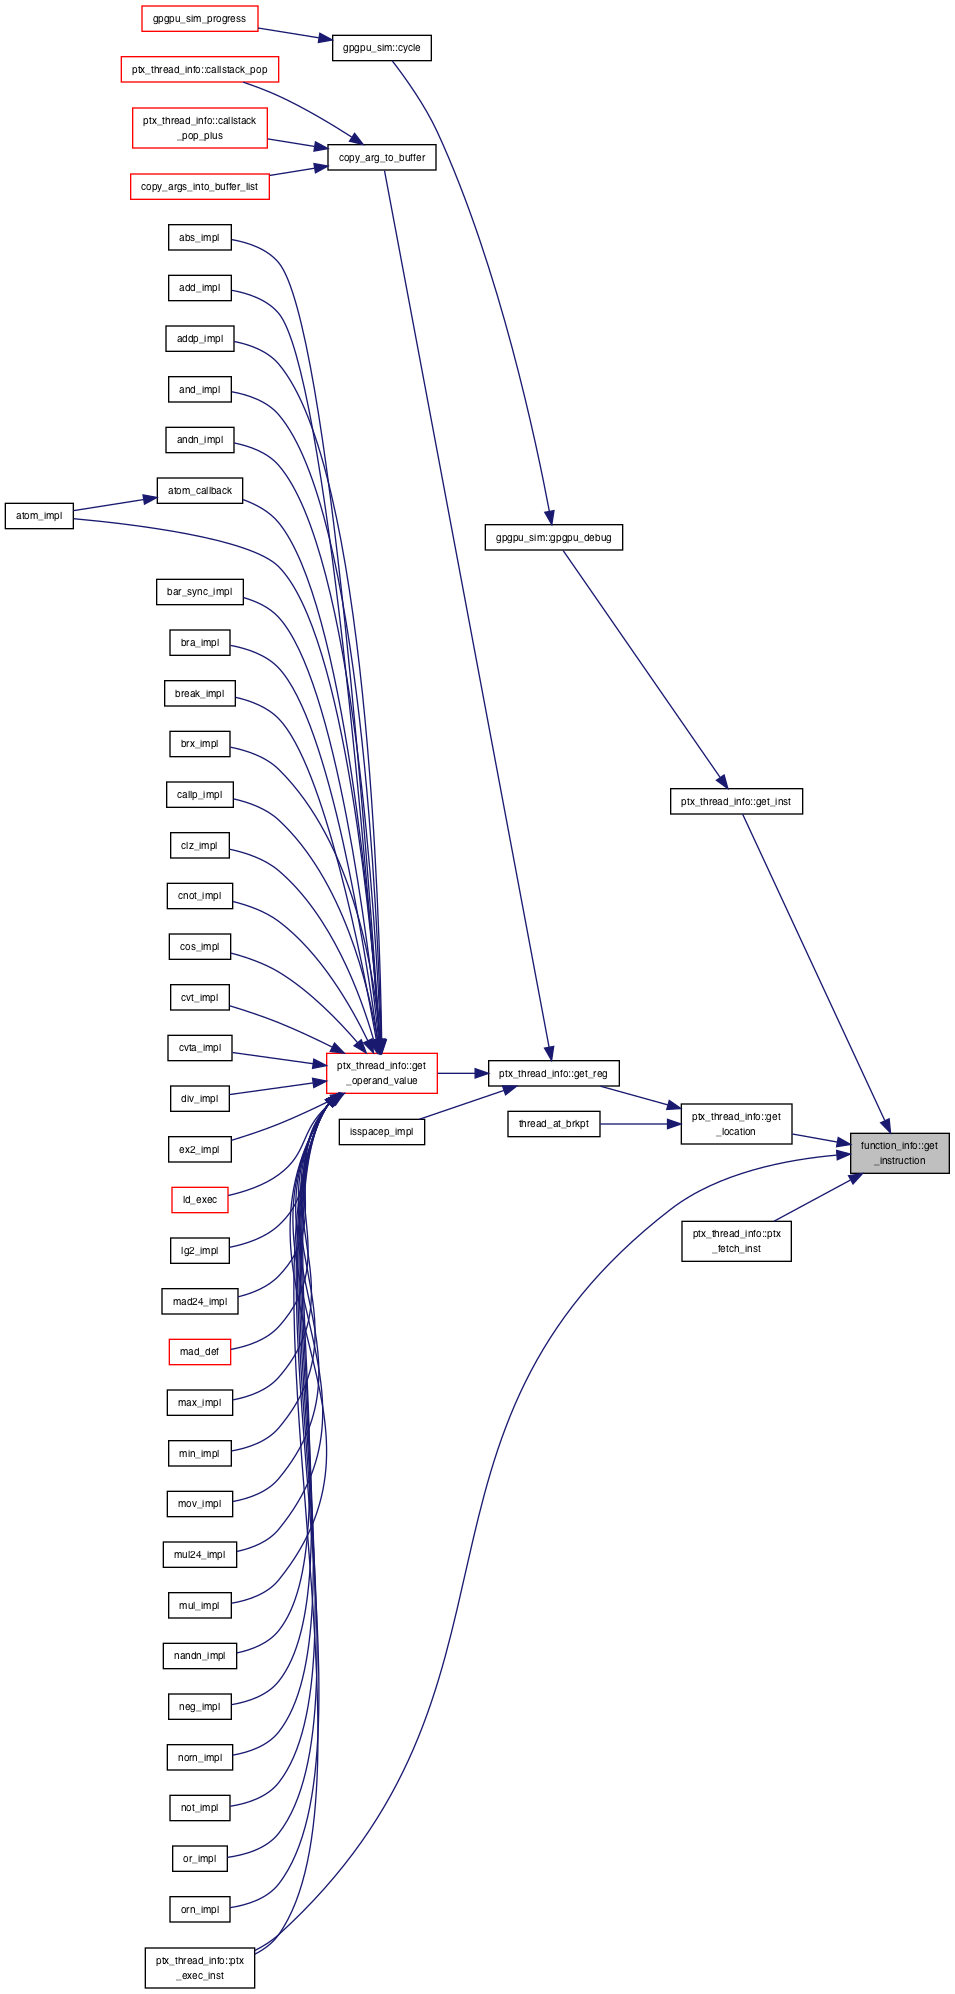 gpgpu_sim_progress
gpgpu_sim::cycle
ptx_thread_info::callstack_pop
ptx_thread_info::callstack
_pop_plus
copy_arg_to_buffer
copy_args_into_buffer_list
abs_impl
add_impl
addp_impl
and_impl
andn_impl
atom_callback
atom_impl
gpgpu_sim::gpgpu_debug
bar_sync_impl
bra_impl
break_impl
brx_impl
callp_impl
ptx_thread_info::get_inst
clz_impl
cnot_impl
cos_impl
cvt_impl
cvta_impl
ptx_thread_info::get
_operand_value
ptx_thread_info::get_reg
div_impl
isspacep_impl
thread_at_brkpt
ptx_thread_info::get
_location
function_info::get
_instruction
ex2_impl
ld_exec
ptx_thread_info::ptx
_fetch_inst
lg2_impl
mad24_impl
mad_def
max_impl
min_impl
mov_impl
mul24_impl
mul_impl
nandn_impl
neg_impl
norn_impl
not_impl
or_impl
orn_impl
ptx_thread_info::ptx
_exec_inst